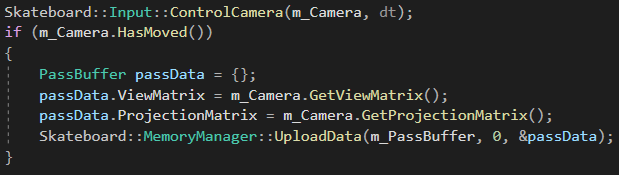 Skateboard::Input::ControlCamera(m_Camera, dt);
if (m_Camera.HasMoved())
{
    PassBuffer passData = {};
    passData.ViewMatrix = m_Camera.GetViewMatrix();
    passData.ProjectionMatrix = m_Camera.GetProjectionMatrix();
    Skateboard::MemoryManager::UploadData(m_PassBuffer, 0, &passData);
}